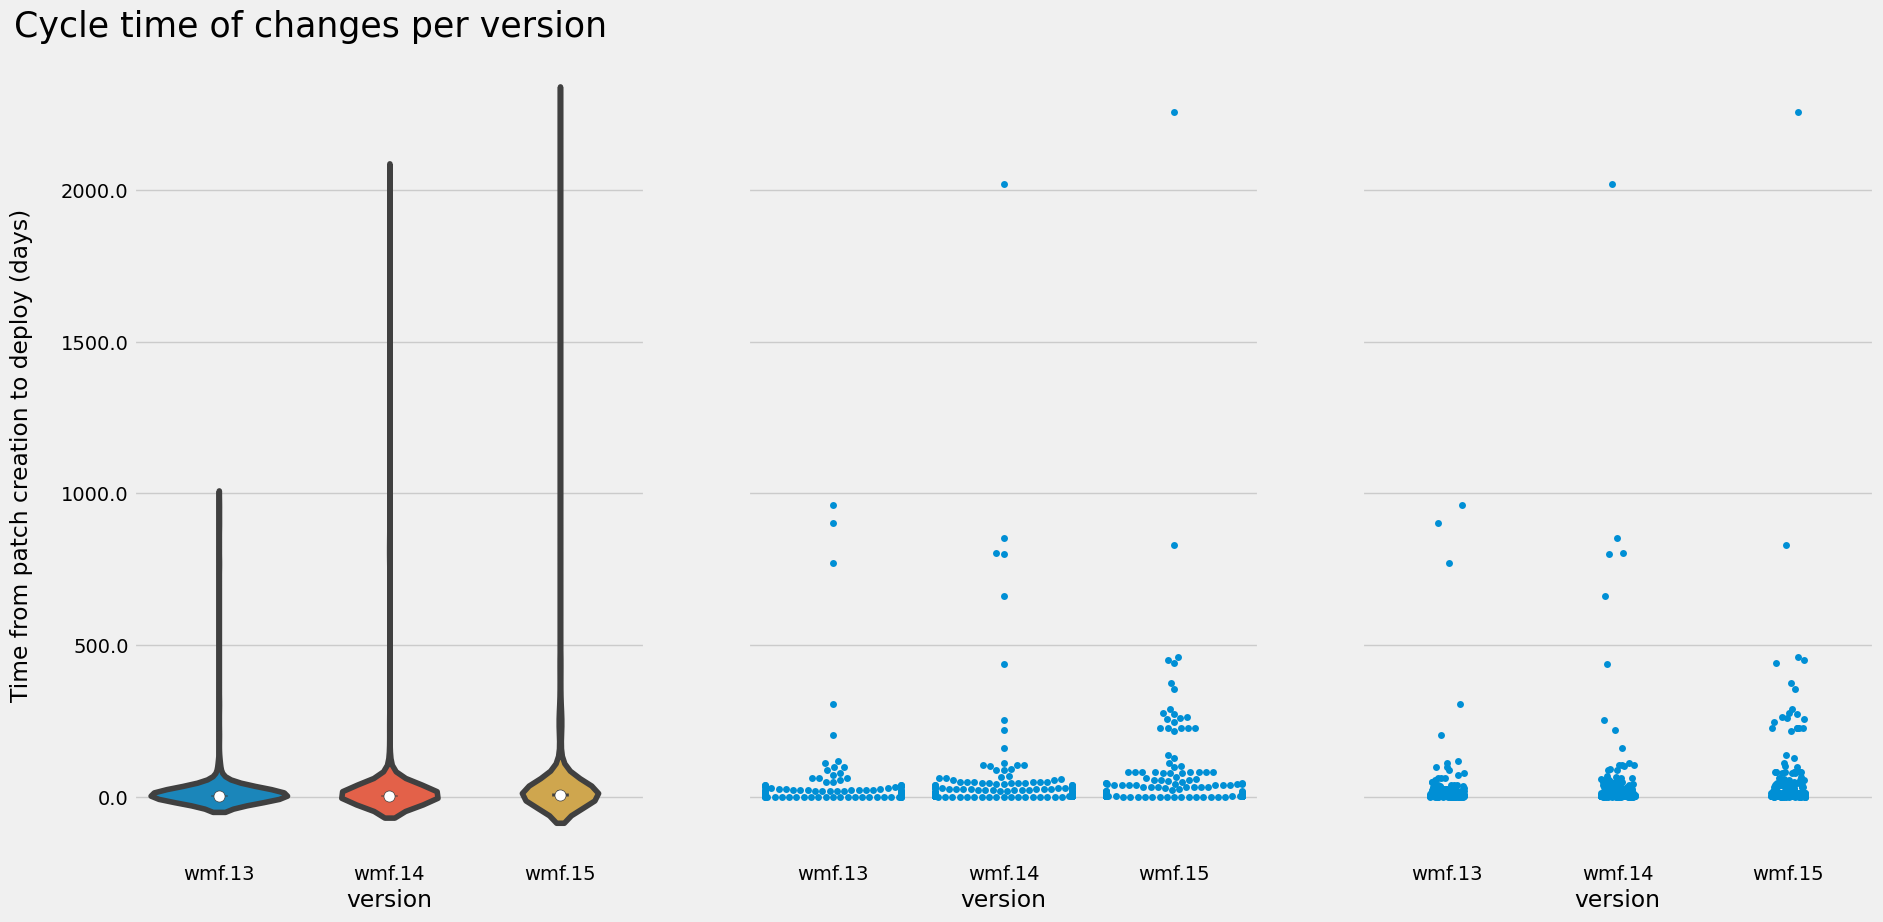 Cycle time of changes per version
Time from patch creation to deploy (days)
2000.0
1500.0
1000.0
500.0
0.0
wmf.13 wmf.14 wmf.15
version
wmf.13 wmf.14 wmf.15
version
wmf.13 wmf.14 wmf.15
version